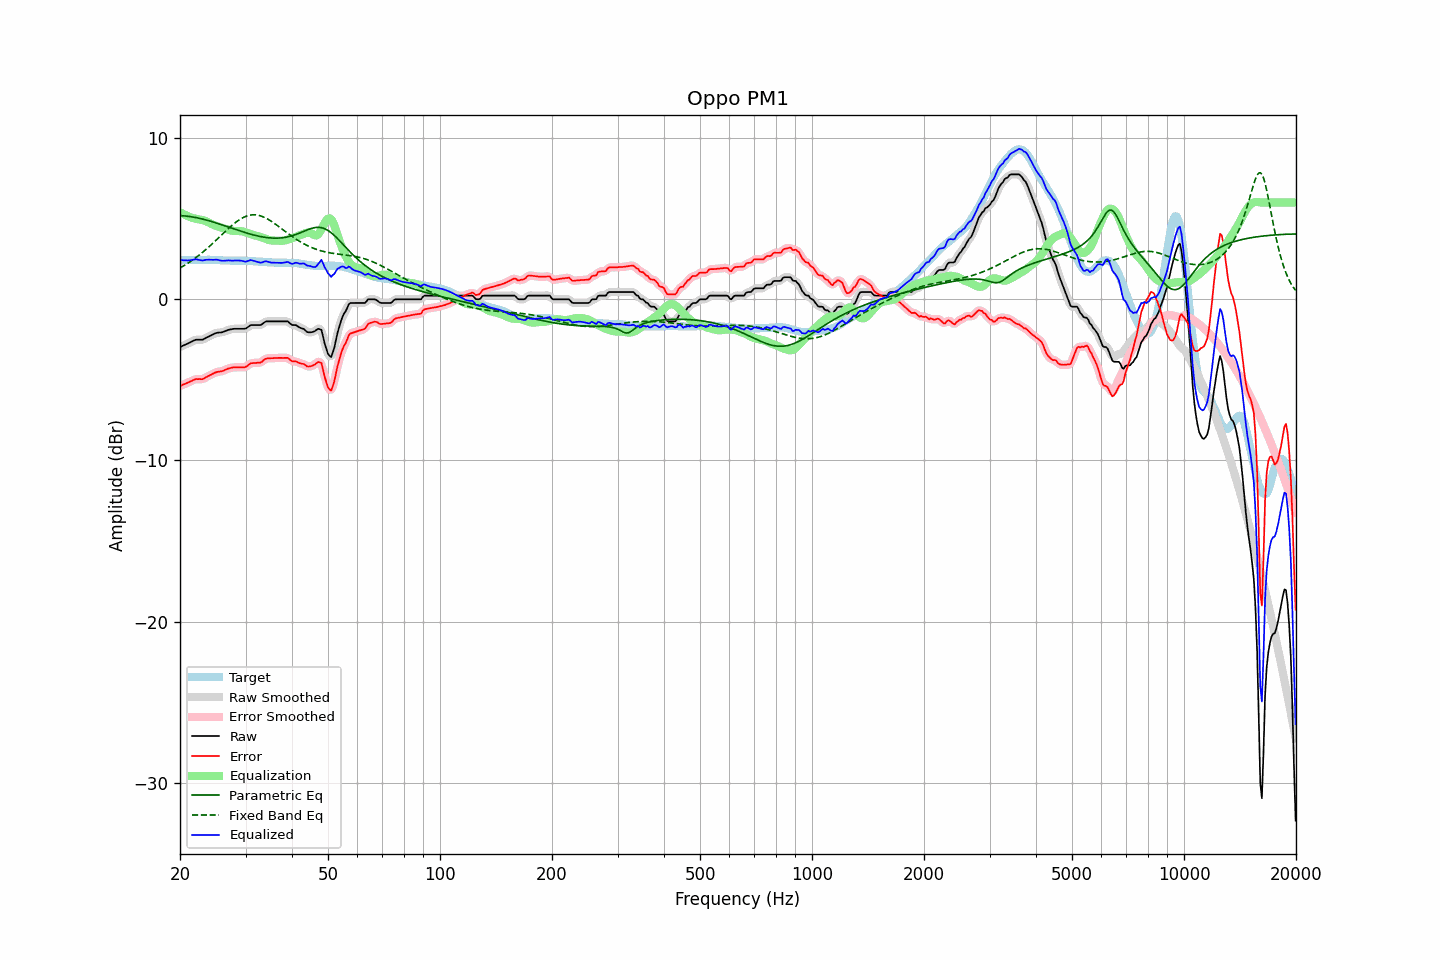 Oppo PM1
10
0
−10
−20
−30
Amplitude (dBr)
Target
Raw Smoothed
Error Smoothed
Raw
Error
Equalization
Parametric Eq
Fixed Band Eq
Equalized
20 50 100 200 500 1000 2000 5000 10000 20000
Frequency (Hz)